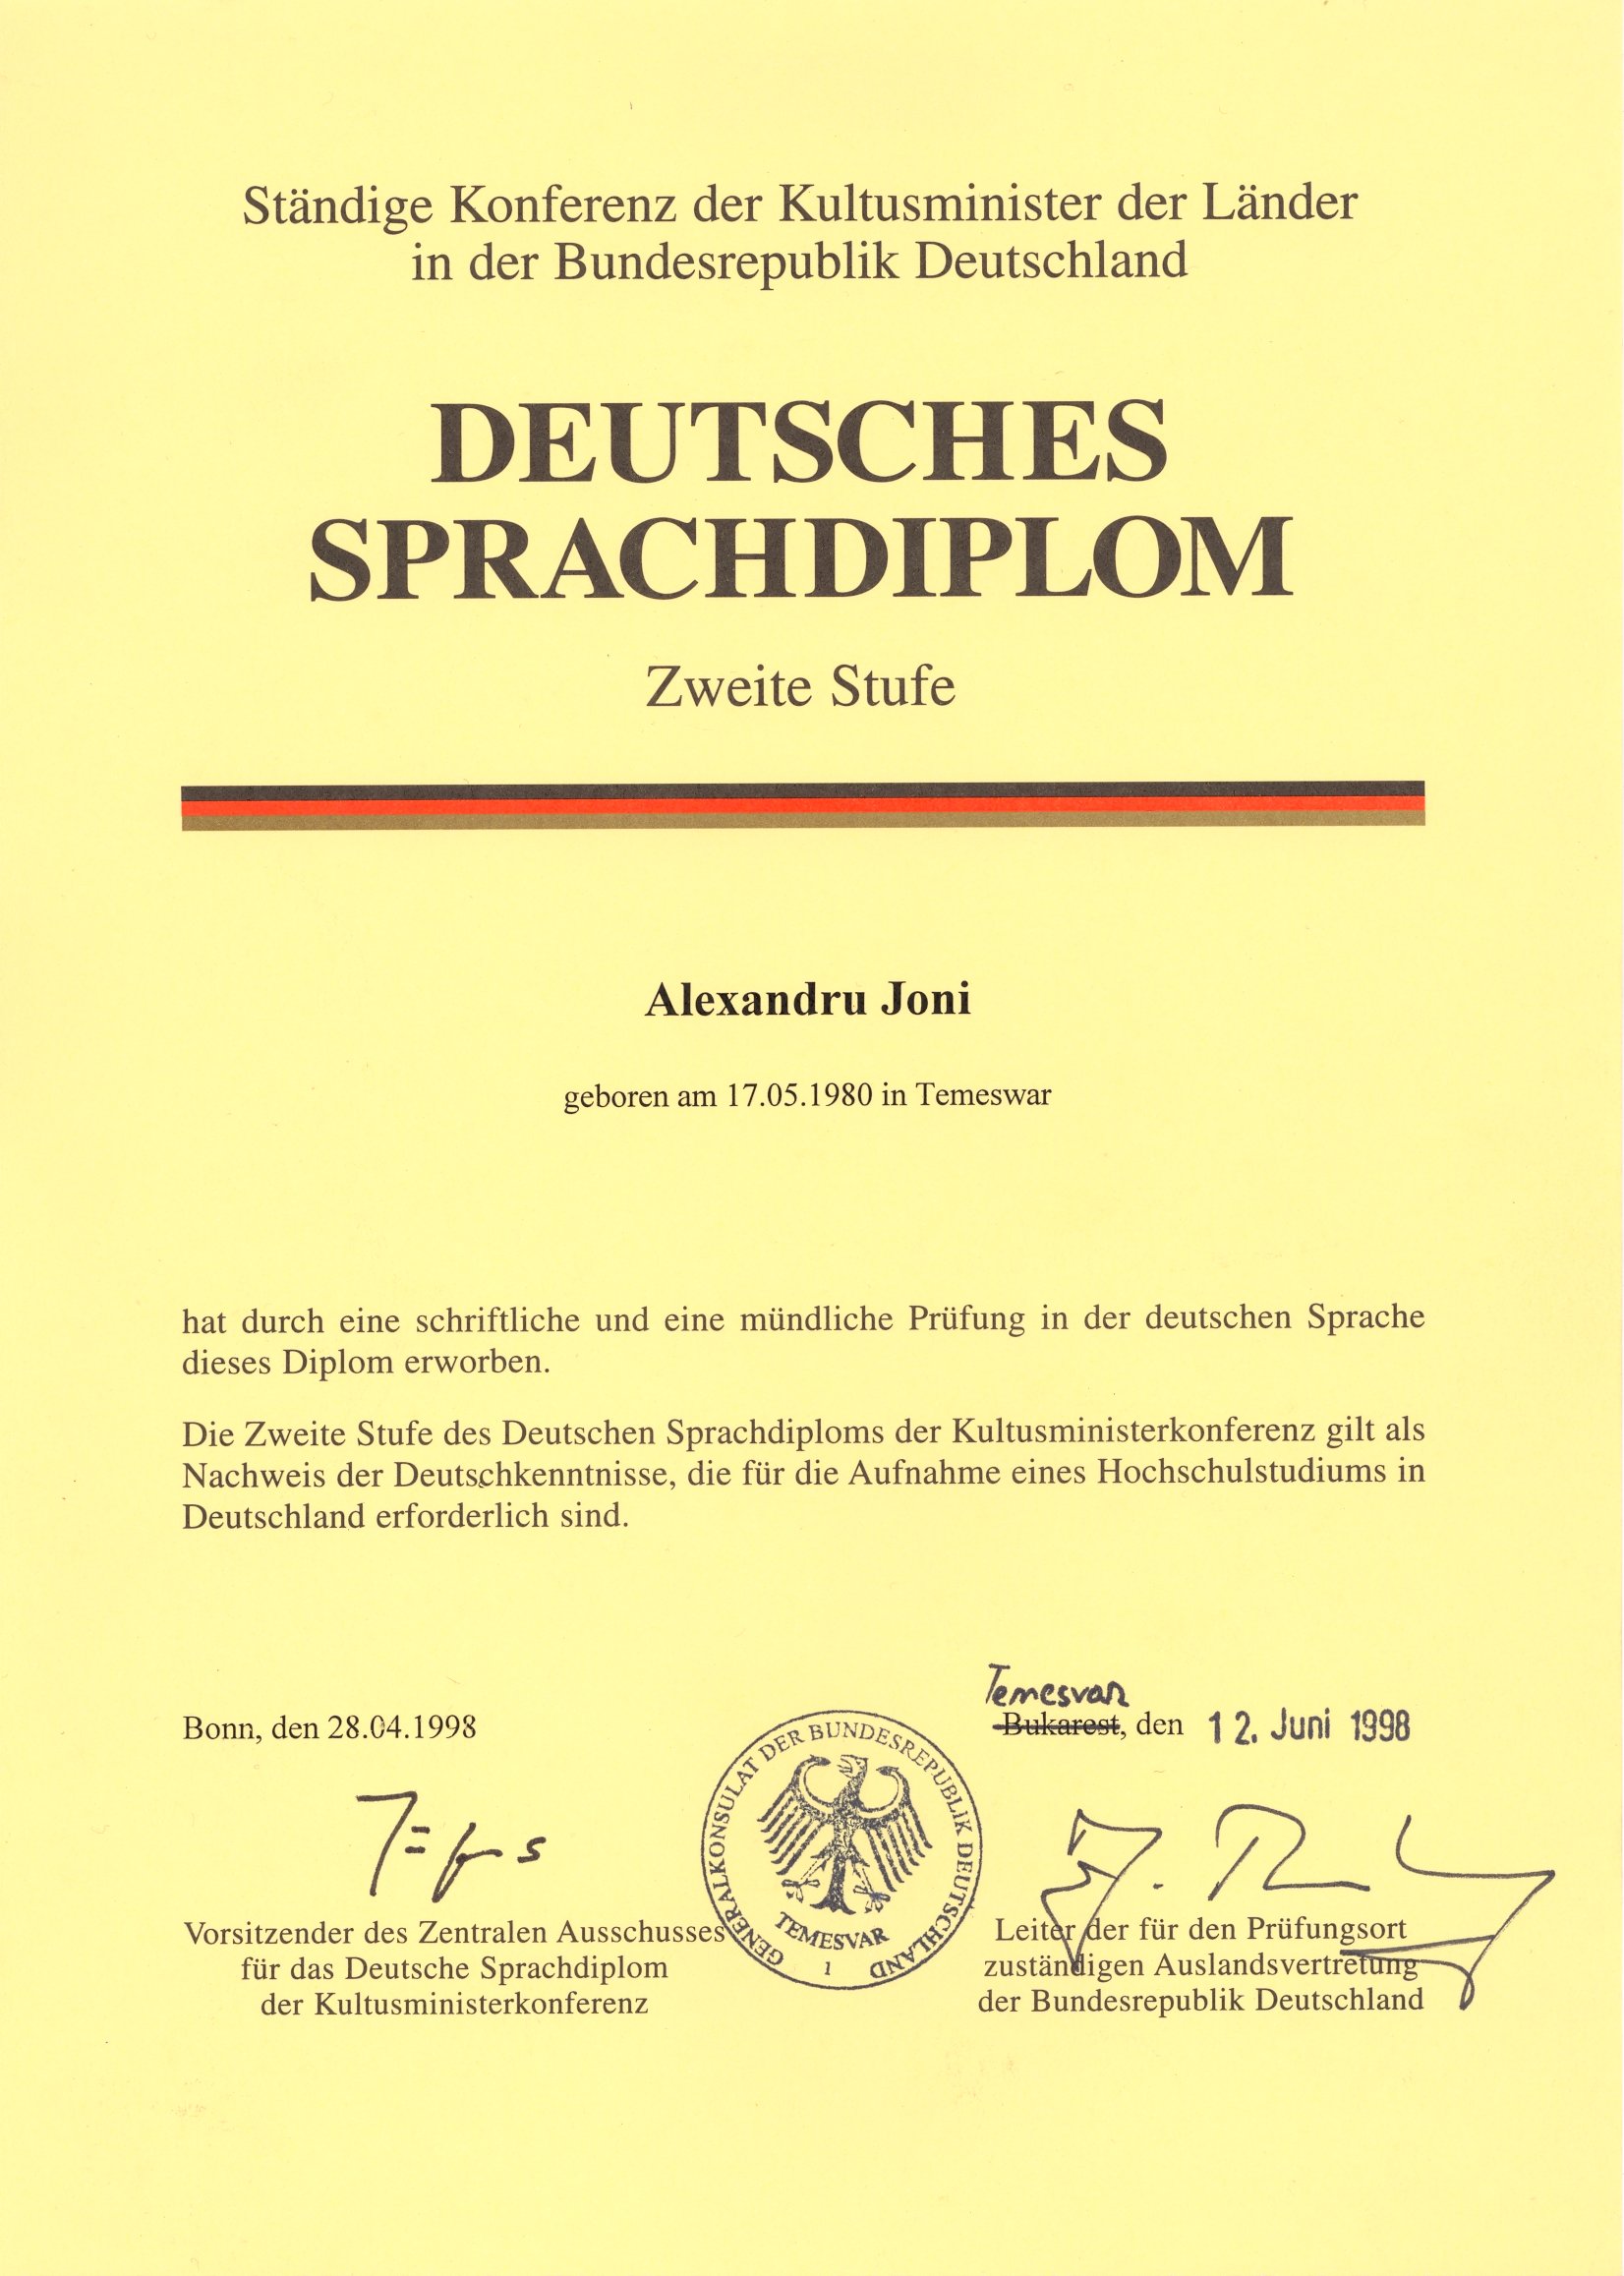 Ständige Konferenz der Kultusminister der Länder
in der Bundesrepublik Deutschland
DEUTSCHES
SPRACHDIPLOM
Zweite Stufe
Alexandru Joni
geboren am 17.05.1980 in Temeswar
hat durch eine schriftliche und eine mündliche Prüfung in der deutschen Sprache
dieses Diplom erworben.
Die Zweite Stufe des Deutschen Sprachdiploms der Kultusministerkonferenz gilt als
Nachweis der Deutschkenntnisse, die für die Aufnahme eines Hochschulstudiums in
Deutschland erforderlich sind.
Bonn, den 28.04.1998
Temesvar
Bukarest, den 12. Juni 1998
GENERALKONSULAT DER BUNDESREPUBLIK DEUTSCHLAND
TEMESVAR
1
Vorsitzender des Zentralen Ausschusses
für das Deutsche Sprachdiplom
der Kultusministerkonferenz
Leiter der für den Prüfungsort
zuständigen Auslandsvertretung
der Bundesrepublik Deutschland